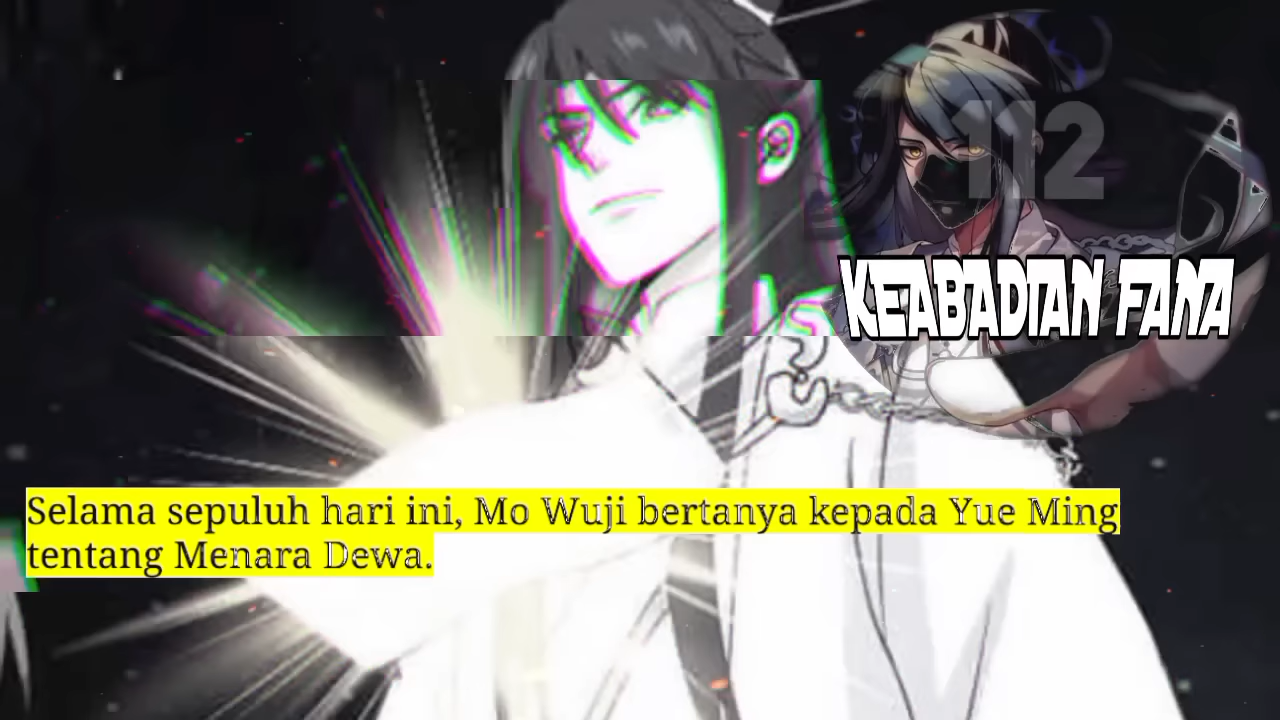 112
KEABADIAN FANA
Selama sepuluh hari ini, Mo Wuji bertanya kepada Yue Ming
tentang Menara Dewa.